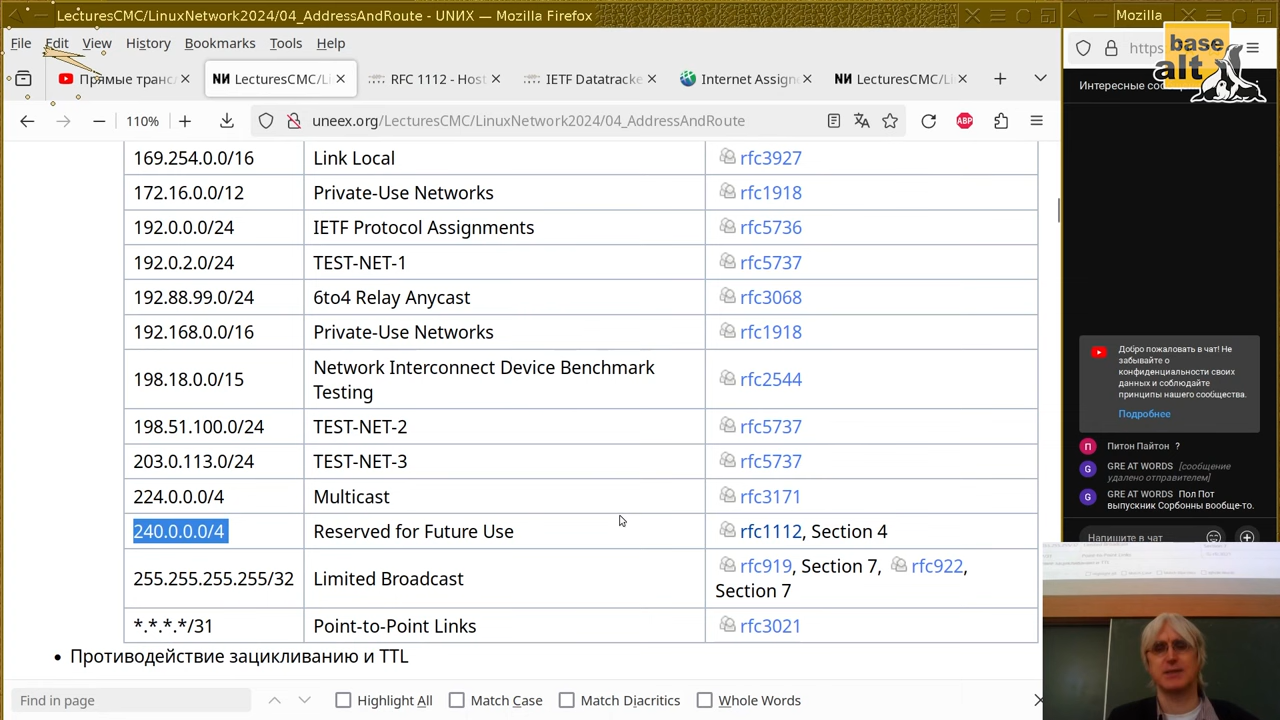 LecturesCMC/LinuxNetwork2024/04_AddressAndRoute - UNИX — Mozilla Firefox
Mozilla
File Edit View History Bookmarks Tools Help
Прямые транс
LecturesCMC/Li
RFC 1112 - Host
IETF Datatracke
Internet Assign
LecturesCMC/Li
110%
uneex.org/LecturesCMC/LinuxNetwork2024/04_AddressAndRoute
ABP
https
base
alt
Интересные соо
169.254.0.0/16 Link Local rfc3927
172.16.0.0/12 Private-Use Networks rfc1918
192.0.0.0/24 IETF Protocol Assignments rfc5736
192.0.2.0/24 TEST-NET-1 rfc5737
192.88.99.0/24 6to4 Relay Anycast rfc3068
192.168.0.0/16 Private-Use Networks rfc1918
198.18.0.0/15 Network Interconnect Device Benchmark
Testing rfc2544
198.51.100.0/24 TEST-NET-2 rfc5737
203.0.113.0/24 TEST-NET-3 rfc5737
224.0.0.0/4 Multicast rfc3171
240.0.0.0/4 Reserved for Future Use rfc1112, Section 4
255.255.255.255/32 Limited Broadcast rfc919, Section 7, rfc922,
Section 7
*.*.*.*/31 Point-to-Point Links rfc3021
• Противодействие зацикливанию и TTL
Find in page Highlight All Match Case Match Diacritics Whole Words
Добро пожаловать в чат! Не
забывайте о
конфиденциальности своих
данных и соблюдайте
принципы нашего сообщества.
Подробнее
П Питон Пайтон ?
G GRE AT WORDS [сообщение
удалено отправителем]
G GRE AT WORDS Пол Пот
выпускник Сорбонны вообще-то.
Напишите в чат